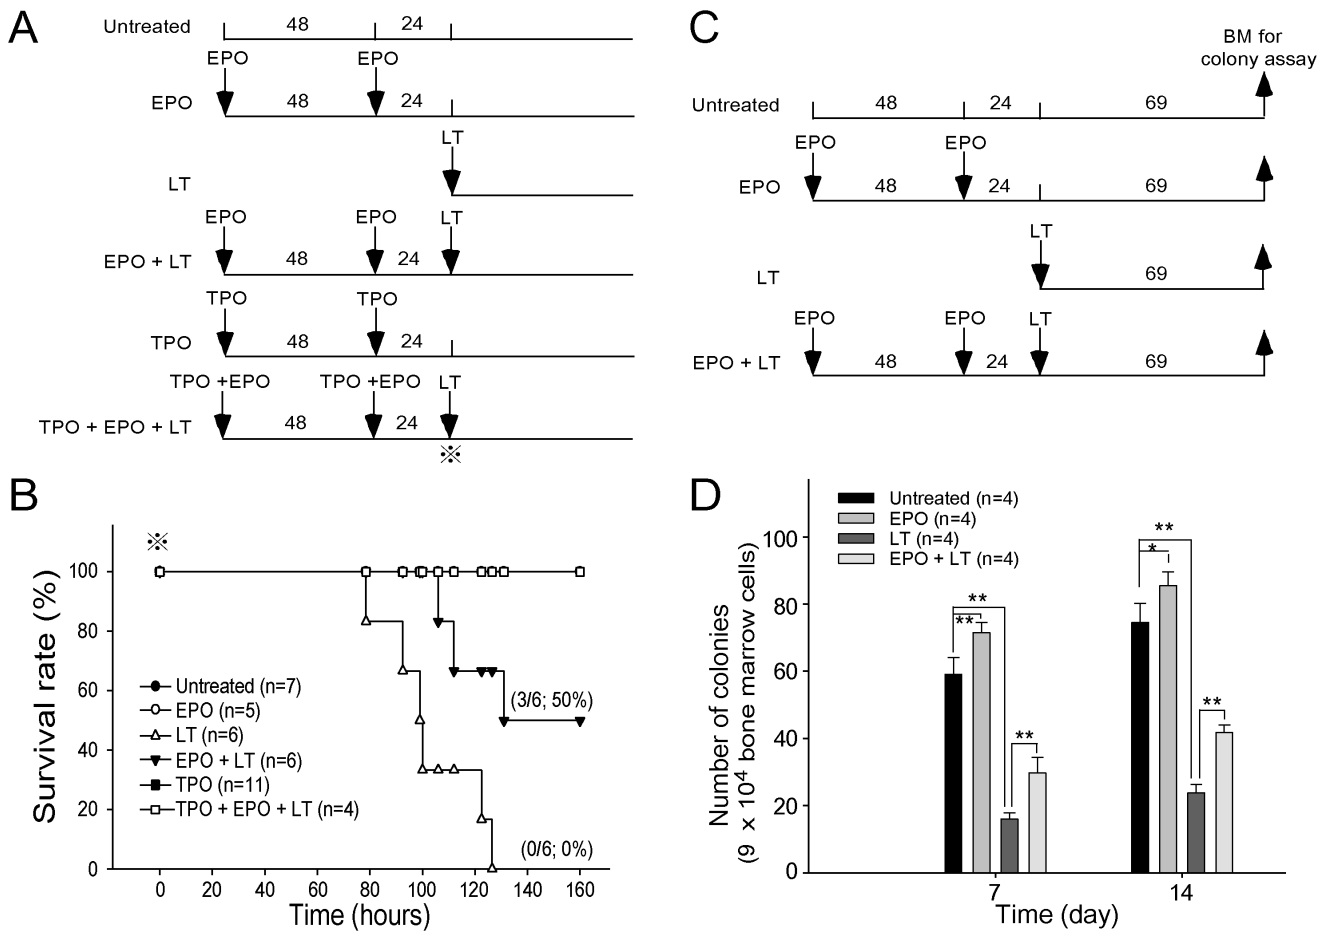 A
Untreated 48 24
EPO EPO
EPO 48 24
LT
LT
EPO EPO LT
EPO + LT 48 24
TPO TPO
TPO 48 24
TPO +EPO TPO +EPO LT
TPO + EPO + LT 48 24
※
B
※
Survival rate (%)
100
80
60
40
20
0
Untreated (n=7)
EPO (n=5)
LT (n=6)
EPO + LT (n=6)
TPO (n=11)
TPO + EPO + LT (n=4)
(3/6; 50%)
(0/6; 0%)
0 20 40 60 80 100 120 140 160
Time (hours)
C
BM for
colony assay
Untreated 48 24 69
EPO EPO
EPO 48 24 69
LT
LT 69
EPO EPO LT
EPO + LT 48 24 69
D
Number of colonies
(9 × 10⁴ bone marrow cells)
100
80
60
40
20
0
Untreated (n=4)
EPO (n=4)
LT (n=4)
EPO + LT (n=4)
**
**
**
**
*
**
7 14
Time (day)